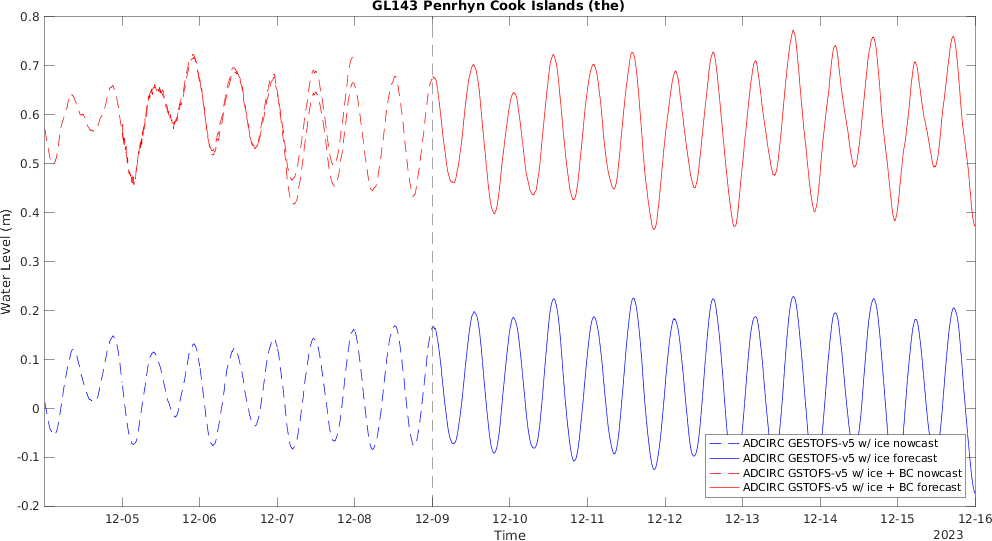 GL143 Penrhyn Cook Islands (the)
0.8
0.7
0.6
0.5
0.4
0.3
0.2
0.1
0
-0.1
-0.2
Water Level (m)
ADCIRC GESTOFS-v5 w/ ice nowcast
ADCIRC GESTOFS-v5 w/ ice forecast
ADCIRC GSTOFS-v5 w/ ice + BC nowcast
ADCIRC GSTOFS-v5 w/ ice + BC forecast
12-05 12-06 12-07 12-08 12-09 12-10 12-11 12-12 12-13 12-14 12-15 12-16
Time
2023